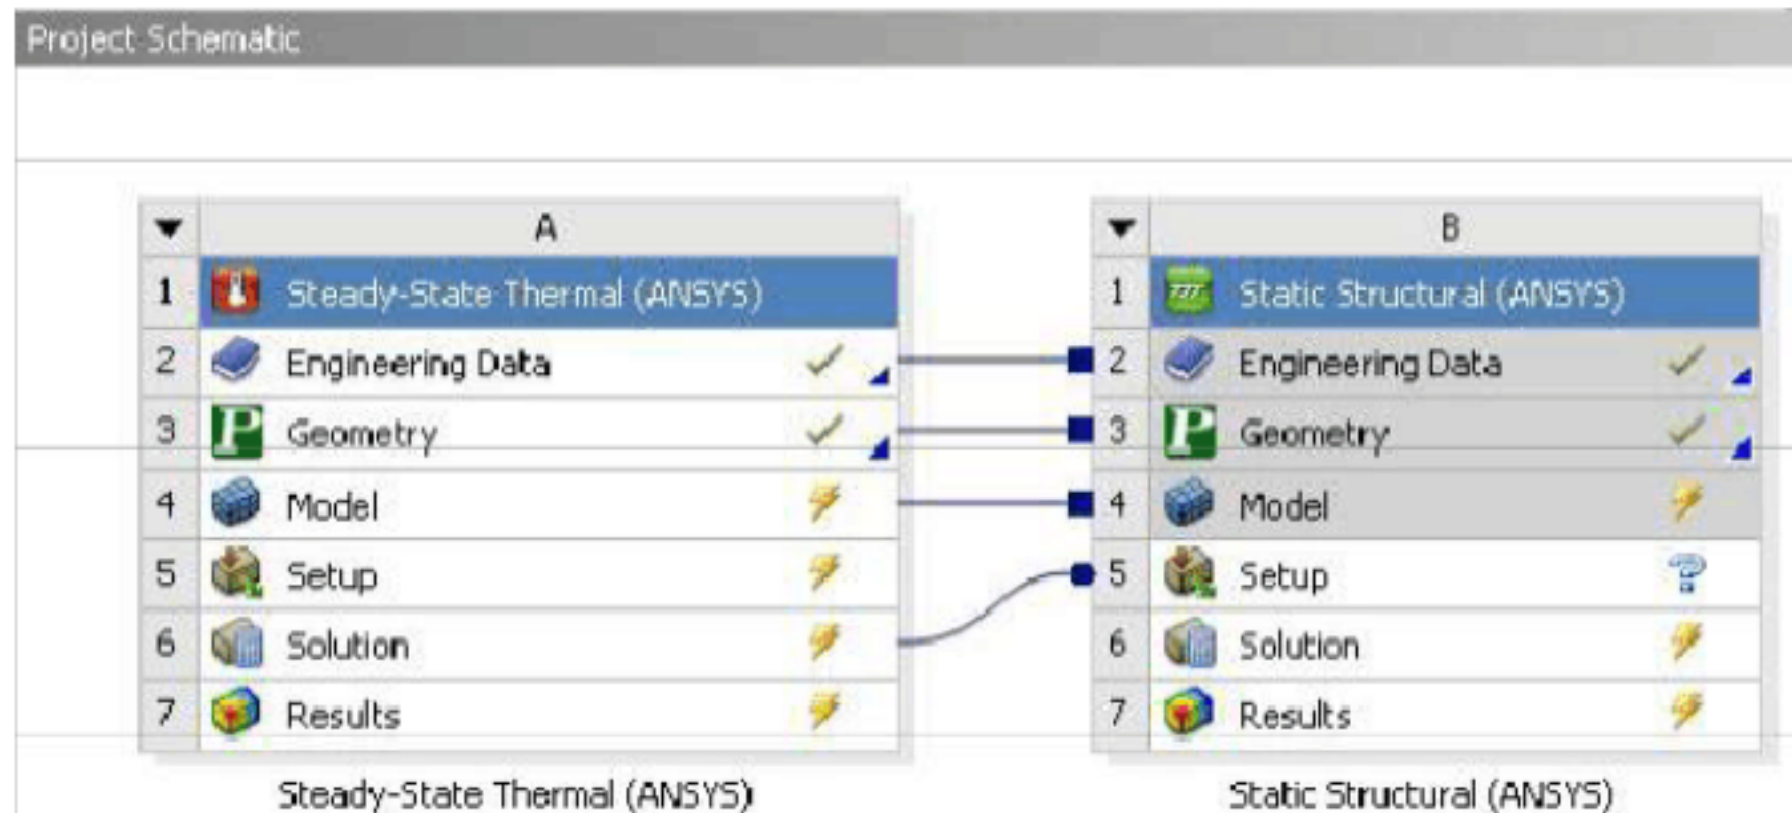 Project Schematic
A
1 Steady-State Thermal (ANSYS)
2 Engineering Data
3 Geometry
4 Model
5 Setup
6 Solution
7 Results
Steady-State Thermal (ANSYS)
B
1 Static Structural (ANSYS)
2 Engineering Data
3 Geometry
4 Model
5 Setup
6 Solution
7 Results
Static Structural (ANSYS)